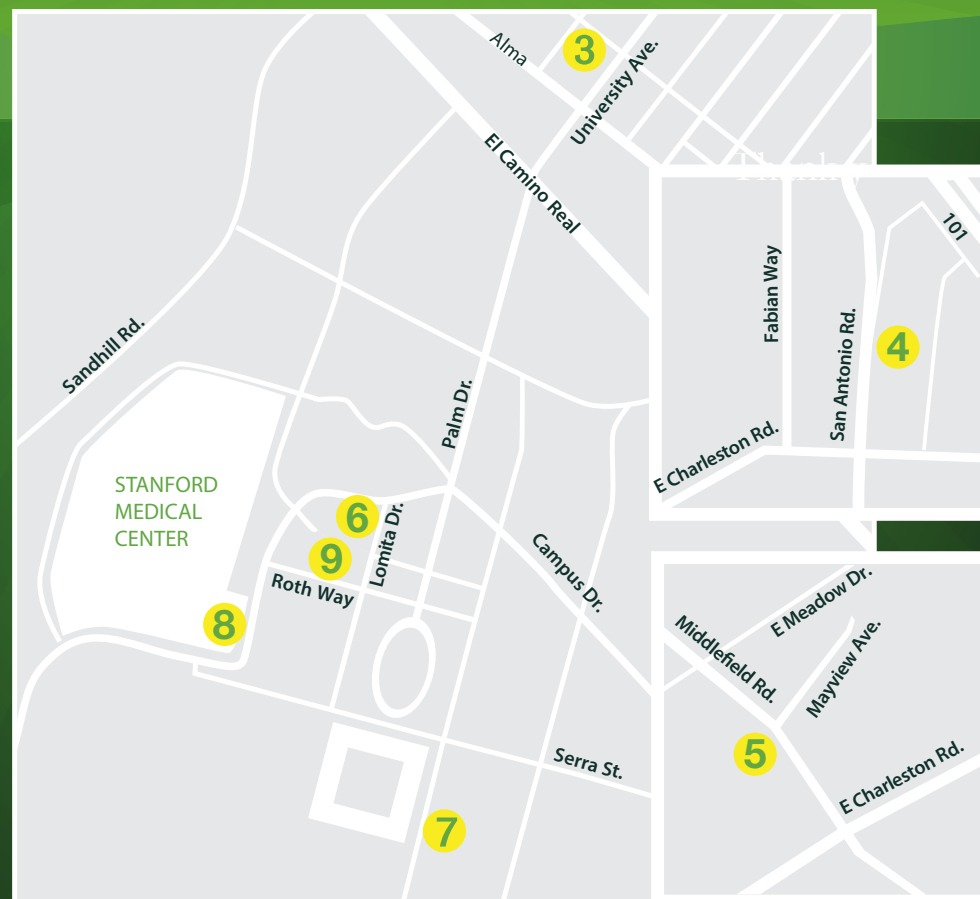 3
Alma
University Ave.
El Camino Real
101
Fabian Way
San Antonio Rd.
4
Sandhill Rd.
Palm Dr.
E Charleston Rd.
STANFORD
MEDICAL
CENTER
6
Lomita Dr.
9
Roth Way
Campus Dr.
8
E Meadow Dr.
Middlefield Rd.
Mayview Ave.
5
Serra St.
E Charleston Rd.
7